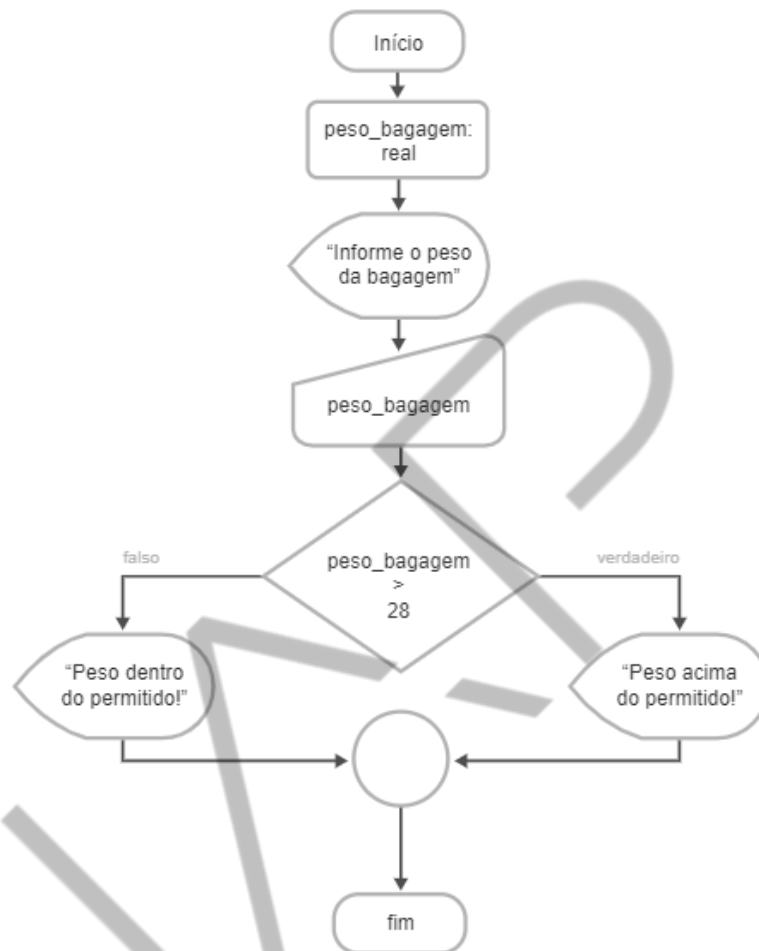 Início
peso_bagagem:
real
“Informe o peso
da bagagem”
peso_bagagem
peso_bagagem
>
28
falso
verdadeiro
“Peso dentro
do permitido!”
“Peso acima
do permitido!”
fim